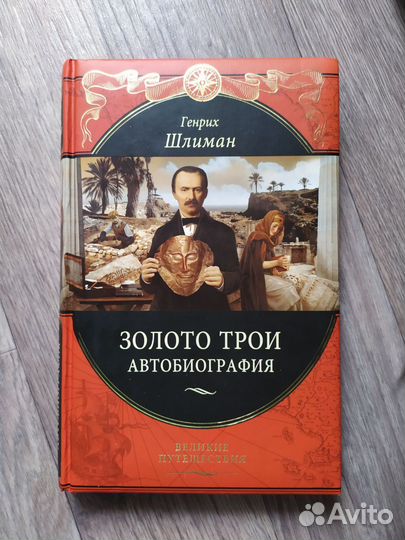 Генрих
Шлиман
ЗОЛОТО ТРОИ
АВТОБИОГРАФИЯ
ВЕЛИКИЕ
ПУТЕШЕСТВИЯ
Avito